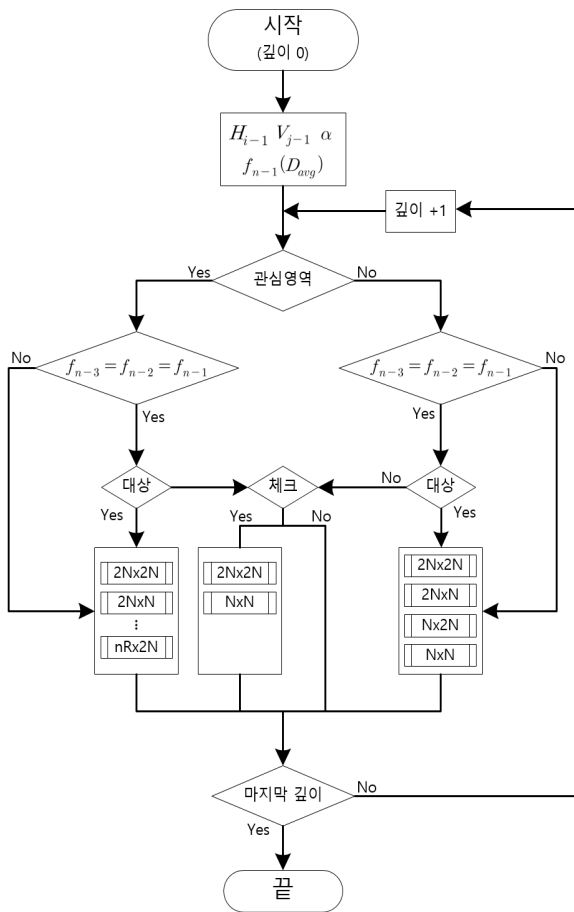 시작
(깊이 0)
H_{i-1} V_{j-1} α
f_{n-1}(D_{avg})
깊이 +1
관심영역
Yes
No
f_{n-3} = f_{n-2} = f_{n-1}
No
Yes
f_{n-3} = f_{n-2} = f_{n-1}
No
Yes
대상
Yes
체크
Yes
No
대상
No
Yes
2Nx2N
2NxN
⋮
nRx2N
2Nx2N
NxN
2Nx2N
2NxN
Nx2N
NxN
마지막 깊이
No
Yes
끝